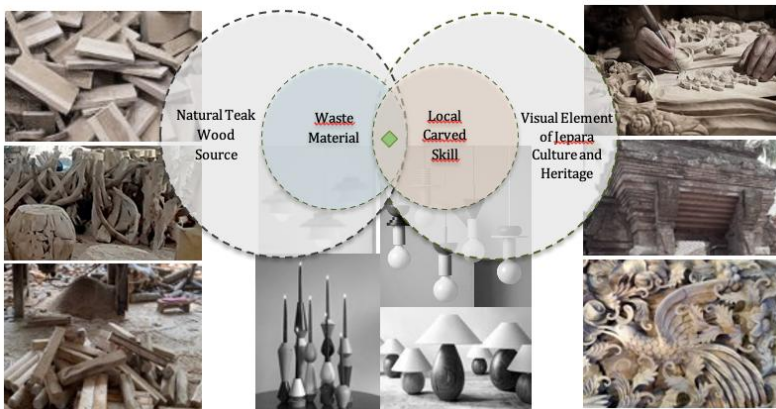 Natural Teak
Wood
Source
Waste
Material
Local
Carved
Skill
Visual Element
of Jepara
Culture and
Heritage